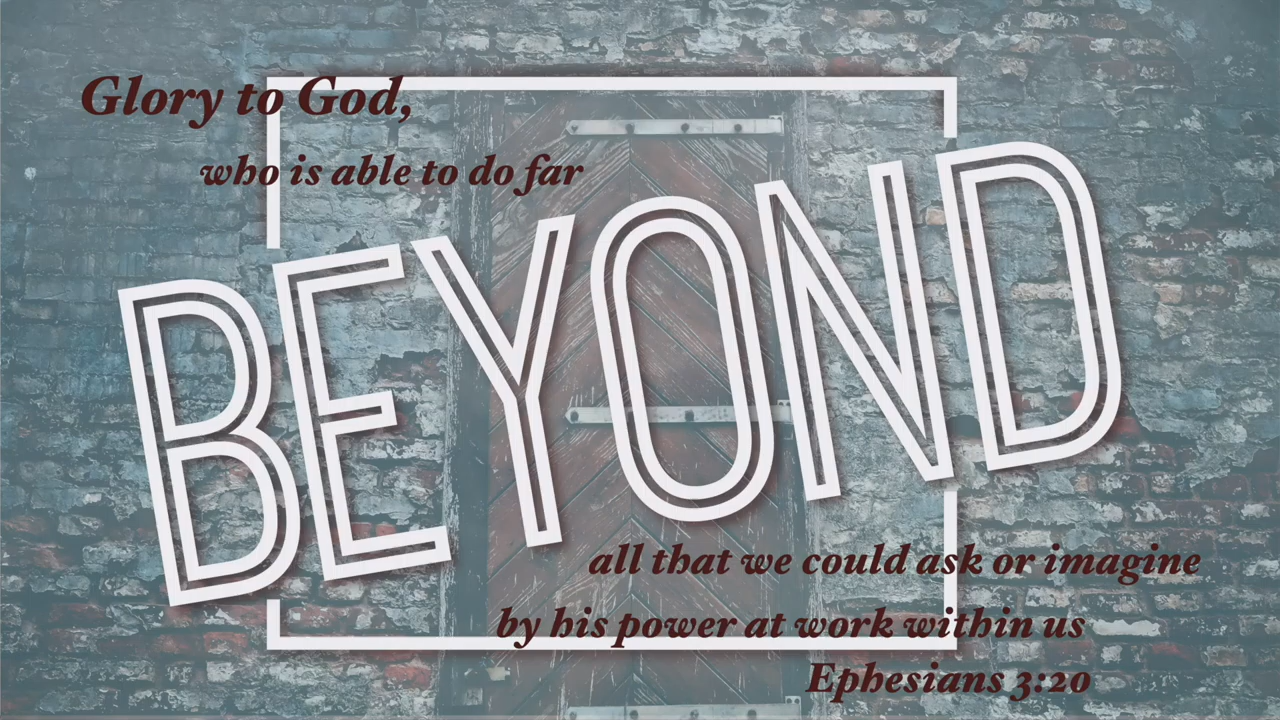 Glory to God,
who is able to do far
BEYOND
all that we could ask or imagine
by his power at work within us
Ephesians 3:20